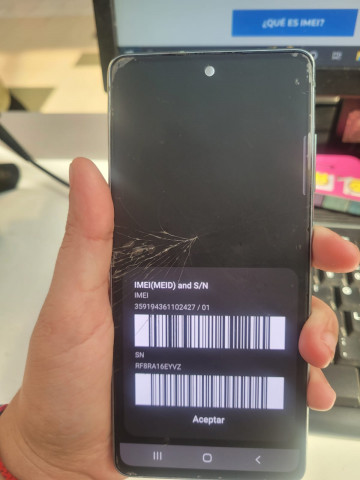 ¿QUÉ ES IMEI?
IMEI(MEID) and S/N
IMEI
359194361102427 / 01
SN
RF8RA16EYVZ
Aceptar